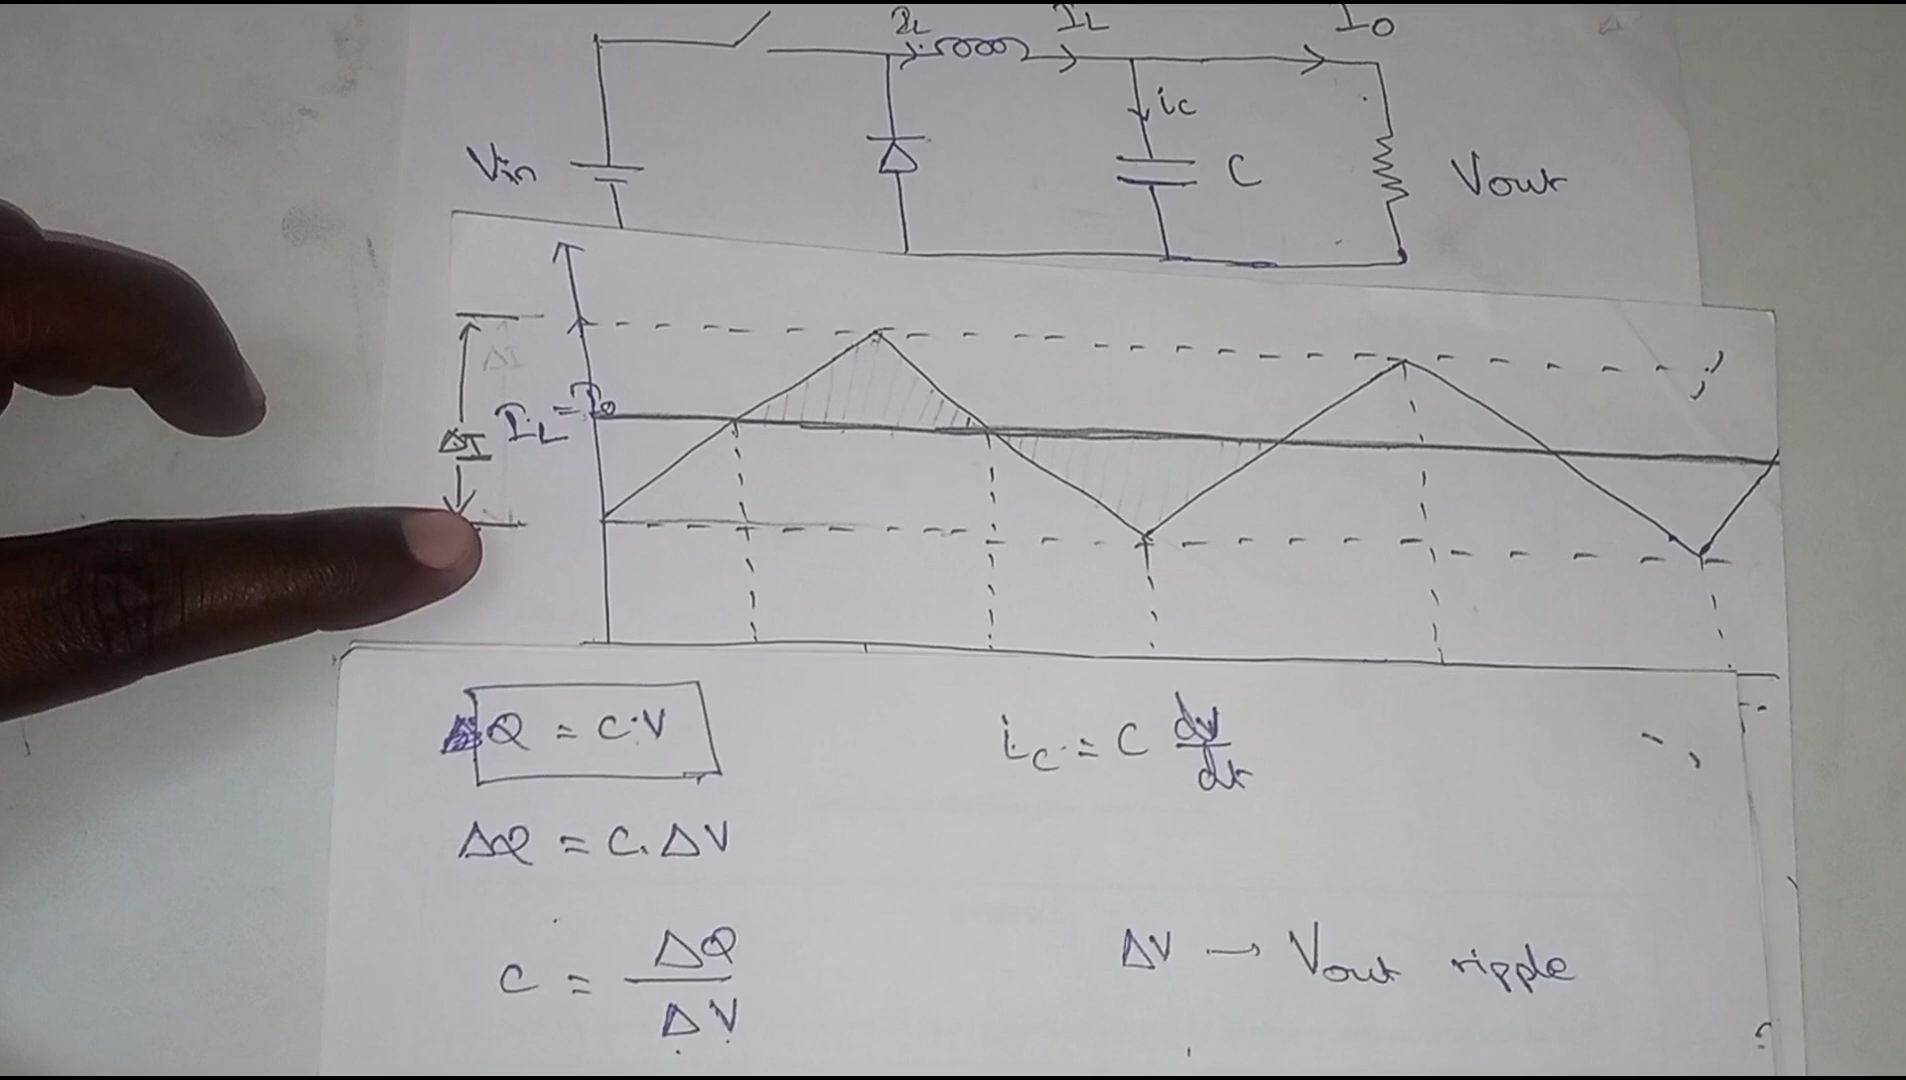 IL IL Io
ic
Vin C Vout
ΔI
ΔI IL = Io
Q = C.V ic = C dv/dt
ΔQ = C. ΔV
C = ΔQ/ΔV ΔV → Vout ripple